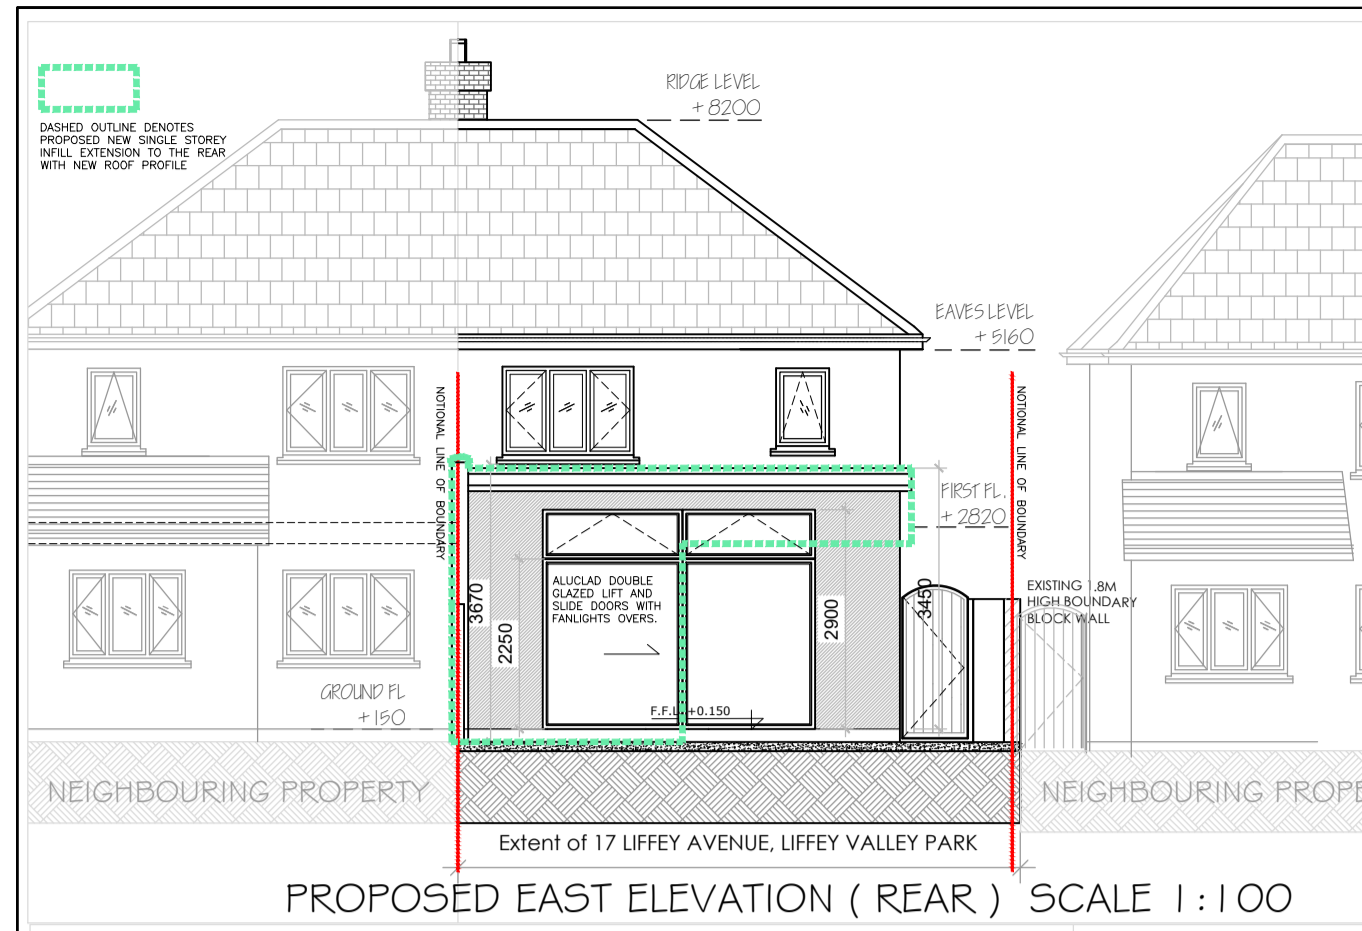 RIDGE LEVEL
+ 8200
DASHED OUTLINE DENOTES
PROPOSED NEW SINGLE STOREY
INFILL EXTENSION TO THE REAR
WITH NEW ROOF PROFILE
EAVES LEVEL
+ 5160
NOTIONAL LINE OF BOUNDARY
NOTIONAL LINE OF BOUNDARY
FIRST FL.
+ 2820
ALUCLAD DOUBLE
GLAZED LIFT AND
SLIDE DOORS WITH
FANLIGHTS OVERS.
3670
2250
2900
3450
EXISTING 1.8M
HIGH BOUNDARY
BLOCK WALL
GROUND FL
+ 150
F.F.L +0.150
NEIGHBOURING PROPERTY
NEIGHBOURING PROPE
Extent of 17 LIFFEY AVENUE, LIFFEY VALLEY PARK
PROPOSED EAST ELEVATION ( REAR ) SCALE 1:100